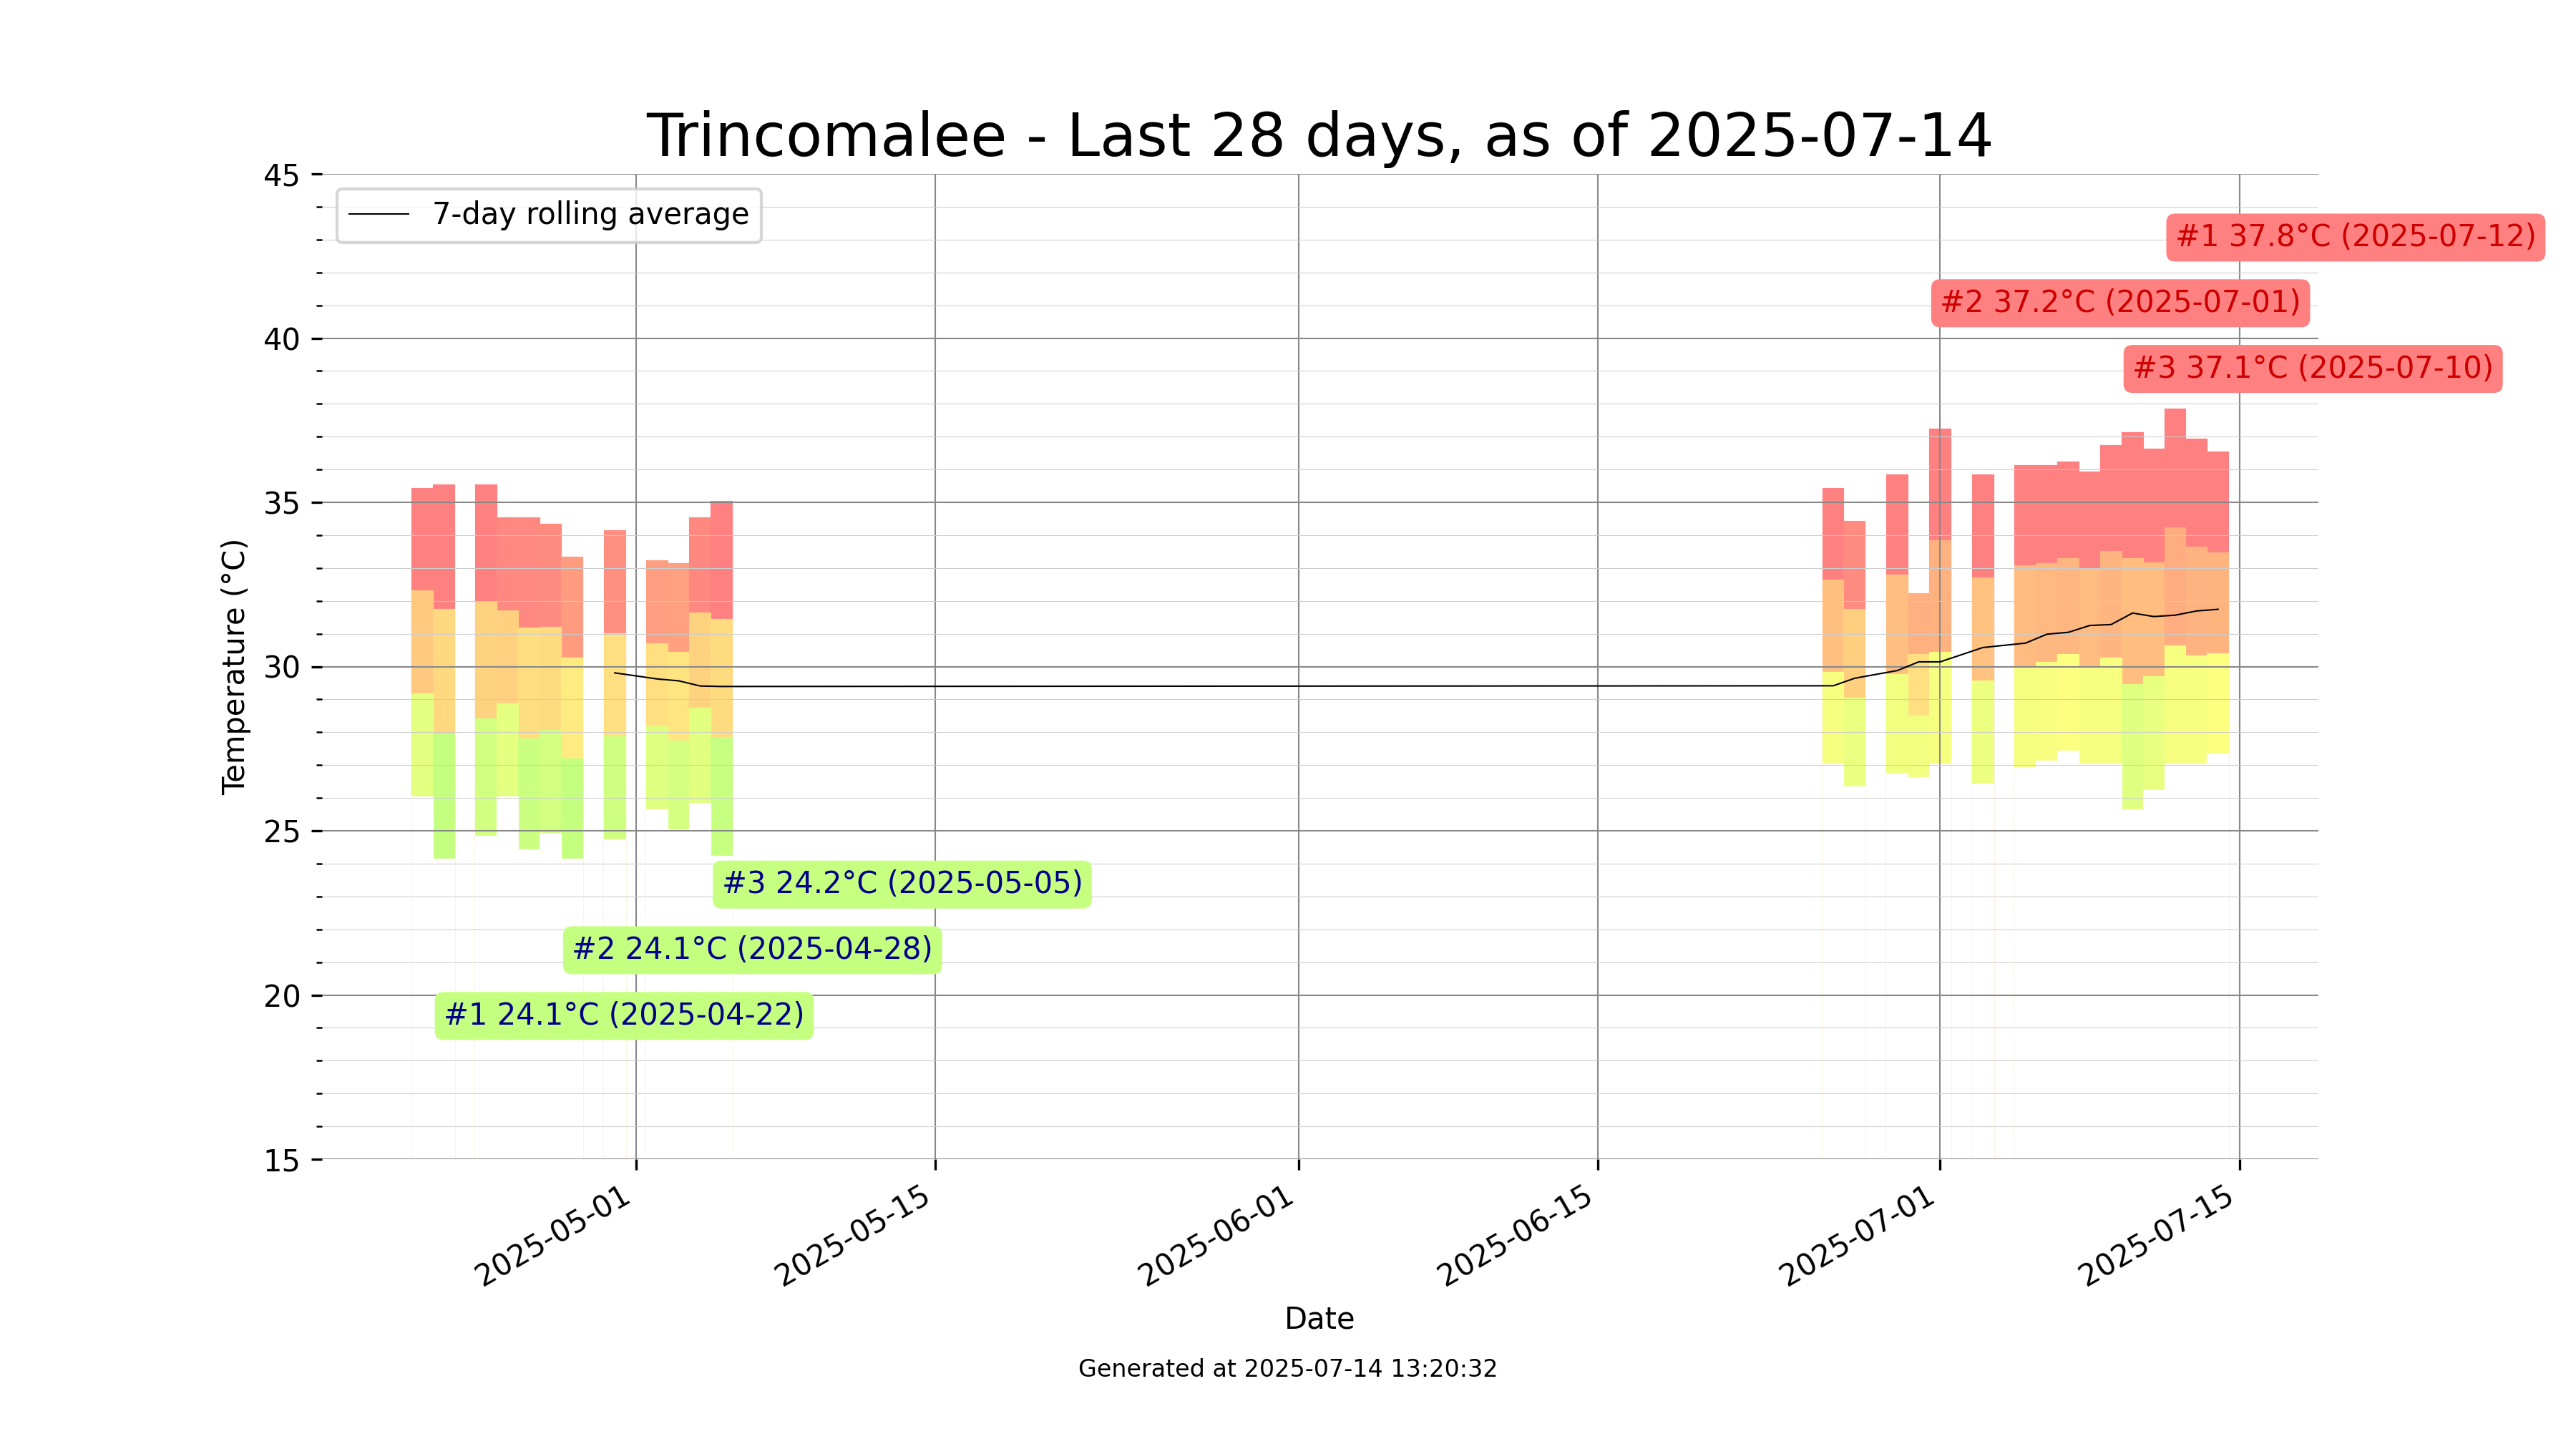 Trincomalee - Last 28 days, as of 2025-07-14
7-day rolling average
#1 37.8°C (2025-07-12)
#2 37.2°C (2025-07-01)
#3 37.1°C (2025-07-10)
#3 24.2°C (2025-05-05)
#2 24.1°C (2025-04-28)
#1 24.1°C (2025-04-22)
Temperature (°C)
45
40
35
30
25
20
15
2025-05-01
2025-05-15
2025-06-01
2025-06-15
2025-07-01
2025-07-15
Date
Generated at 2025-07-14 13:20:32